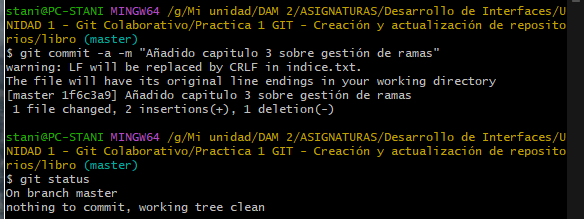 stani@PC-STANI MINGW64 /g/Mi unidad/DAM 2/ASIGNATURAS/Desarrollo de Interfaces/U
NIDAD 1 - Git Colaborativo/Practica 1 GIT - Creación y actualización de reposito
rios/libro (master)
$ git commit -a -m "Añadido capitulo 3 sobre gestión de ramas"
warning: LF will be replaced by CRLF in indice.txt.
The file will have its original line endings in your working directory
[master 1f6c3a9] Añadido capitulo 3 sobre gestión de ramas
 1 file changed, 2 insertions(+), 1 deletion(-)

stani@PC-STANI MINGW64 /g/Mi unidad/DAM 2/ASIGNATURAS/Desarrollo de Interfaces/U
NIDAD 1 - Git Colaborativo/Practica 1 GIT - Creación y actualización de reposito
rios/libro (master)
$ git status
On branch master
nothing to commit, working tree clean